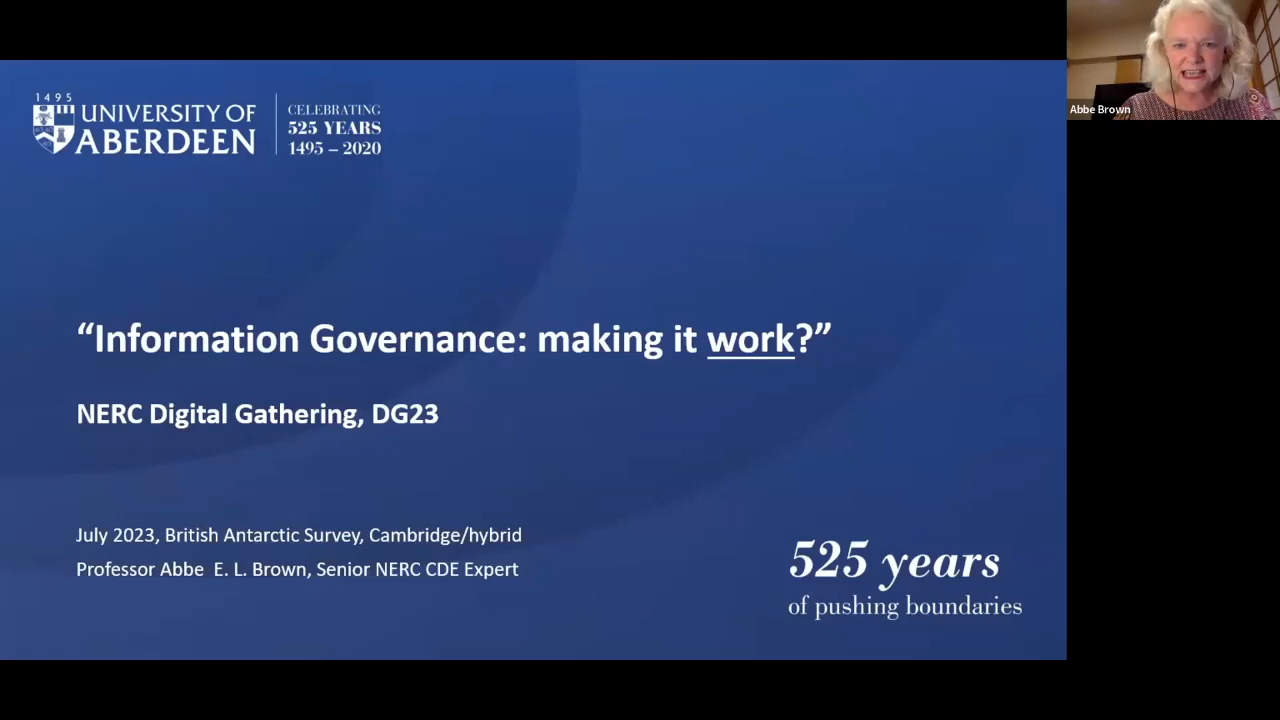 1495
UNIVERSITY OF
ABERDEEN
CELEBRATING
525 YEARS
1495 – 2020
“Information Governance: making it work?”
NERC Digital Gathering, DG23
July 2023, British Antarctic Survey, Cambridge/hybrid
Professor Abbe  E. L. Brown, Senior NERC CDE Expert
525 years
of pushing boundaries
Abbe Brown